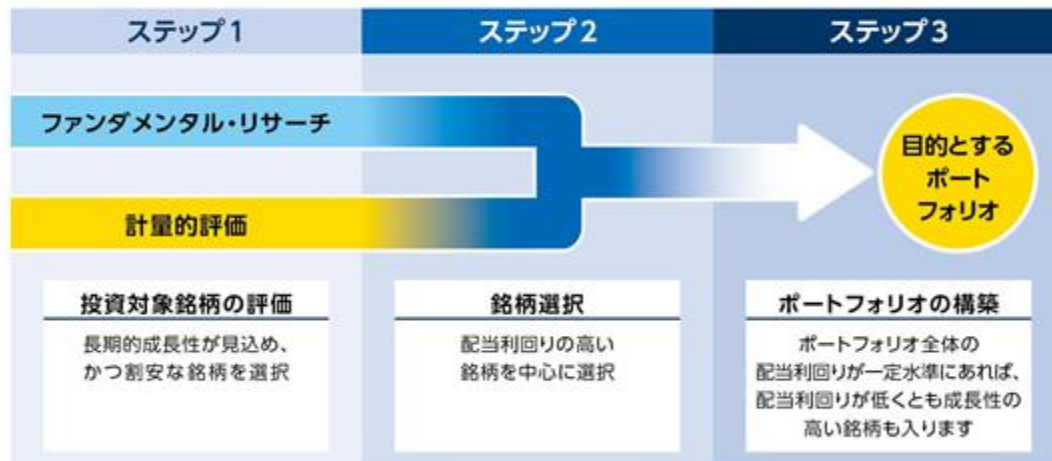 ステップ1
ステップ2
ステップ3
ファンダメンタル・リサーチ
計量的評価
目的とする
ポート
フォリオ
投資対象銘柄の評価
長期的成長性が見込め、
かつ割安な銘柄を選択
銘柄選択
配当利回りの高い
銘柄を中心に選択
ポートフォリオの構築
ポートフォリオ全体の
配当利回りが一定水準にあれば、
配当利回りが低くとも成長性の
高い銘柄も入ります